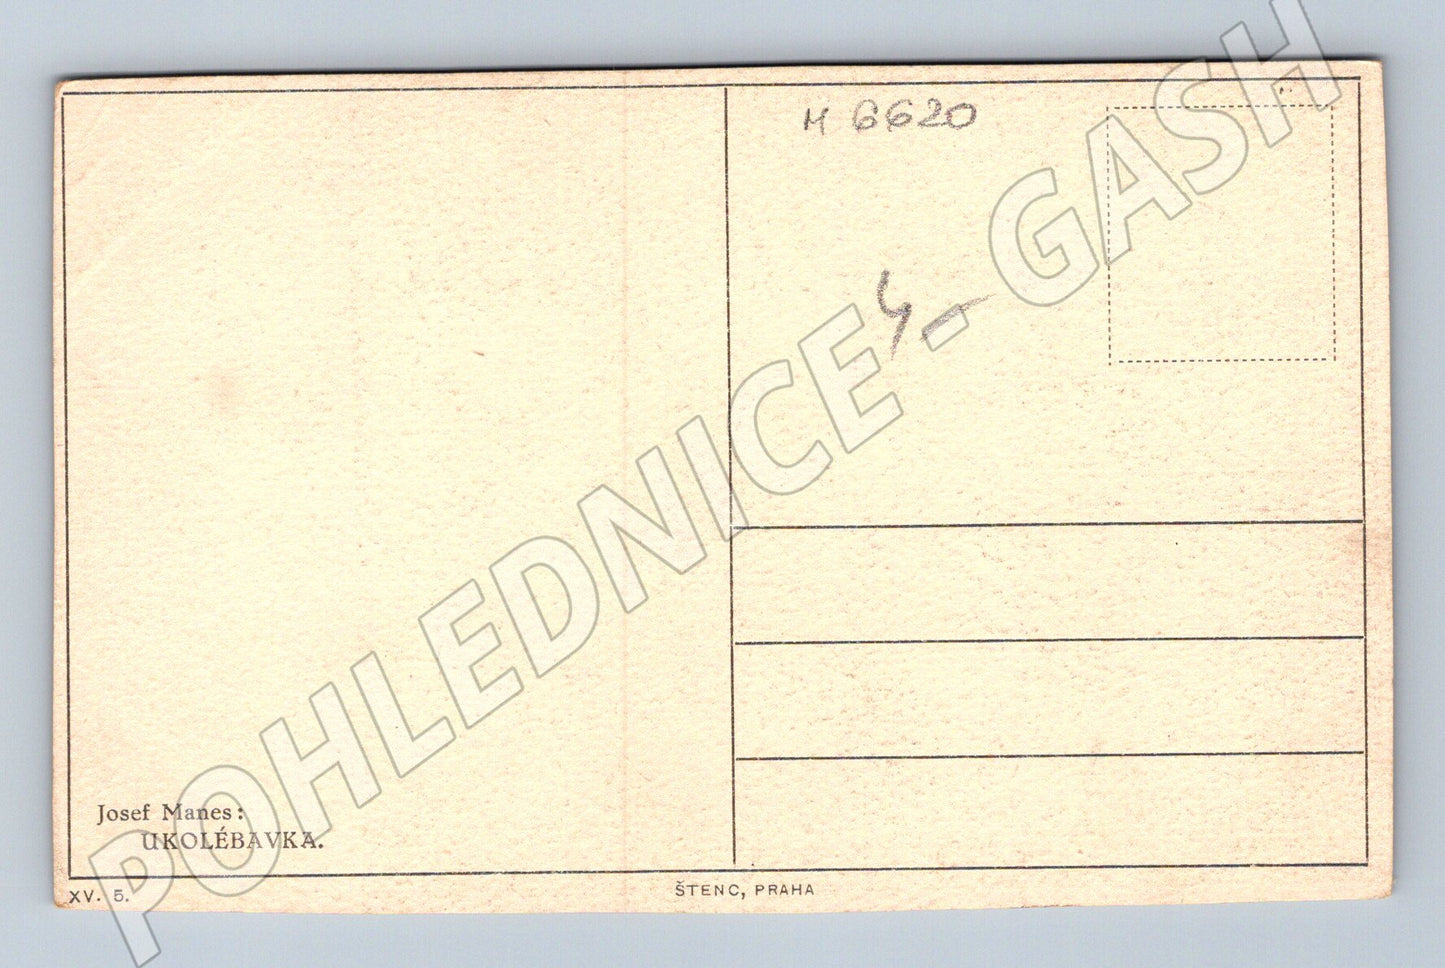 M 6620
4 -
Josef Manes:
UKOLÉBAVKA.
XV. 5.
ŠTENC, PRAHA
POHLEDNICE - GASH